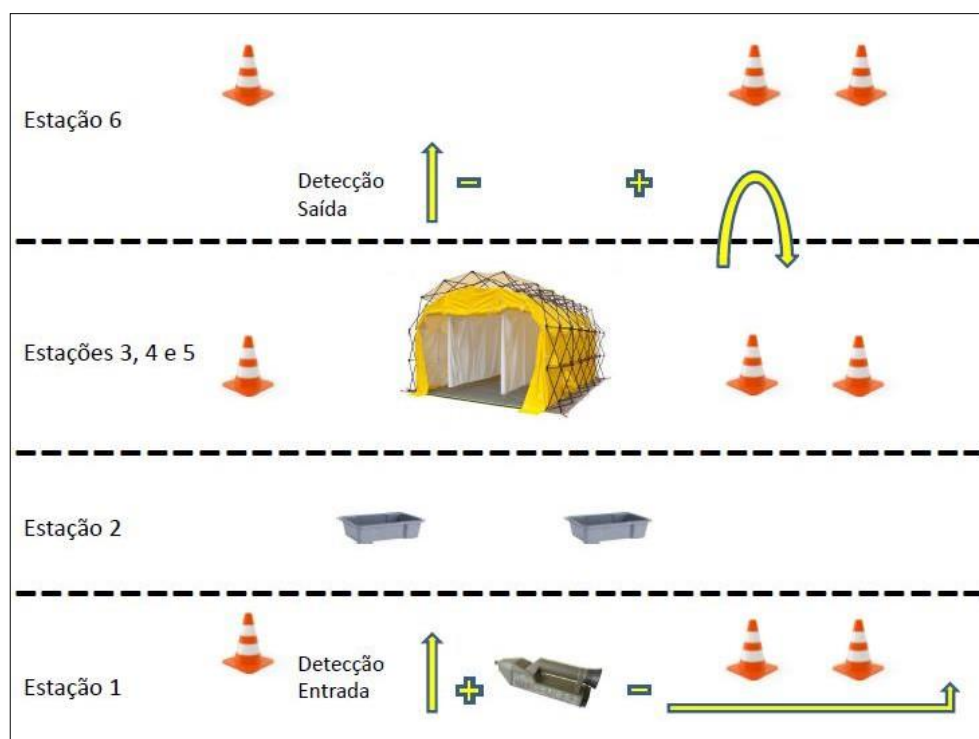 Estação 6
Detecção
Saída
Estações 3, 4 e 5
Estação 2
Detecção
Entrada
Estação 1